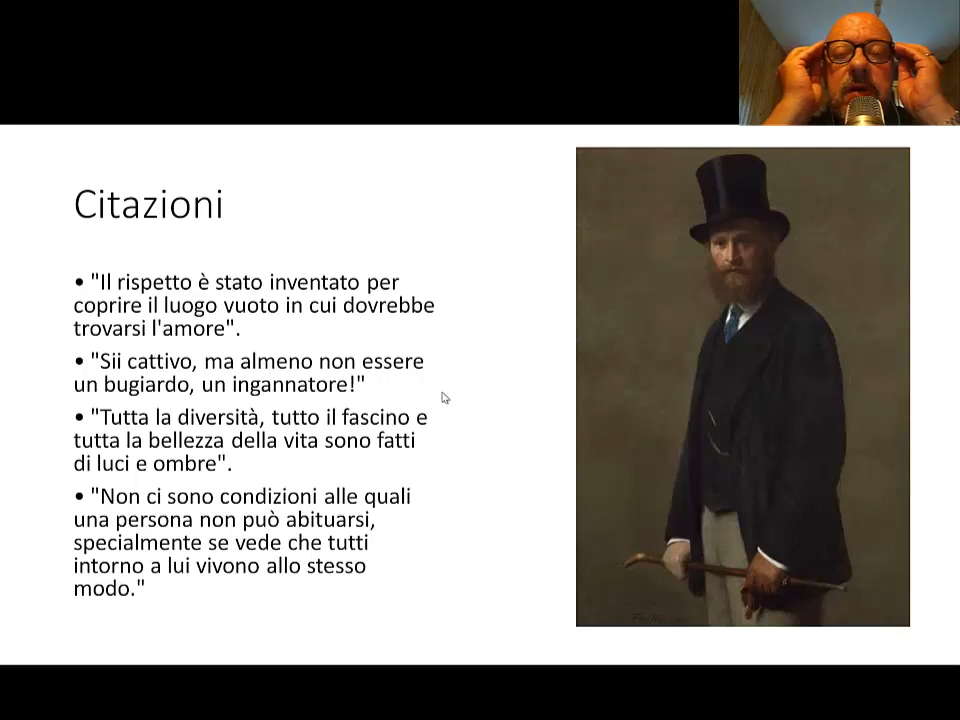 Citazioni
• "Il rispetto è stato inventato per
coprire il luogo vuoto in cui dovrebbe
trovarsi l'amore".
• "Sii cattivo, ma almeno non essere
un bugiardo, un ingannatore!"
• "Tutta la diversità, tutto il fascino e
tutta la bellezza della vita sono fatti
di luci e ombre".
• "Non ci sono condizioni alle quali
una persona non può abituarsi,
specialmente se vede che tutti
intorno a lui vivono allo stesso
modo."